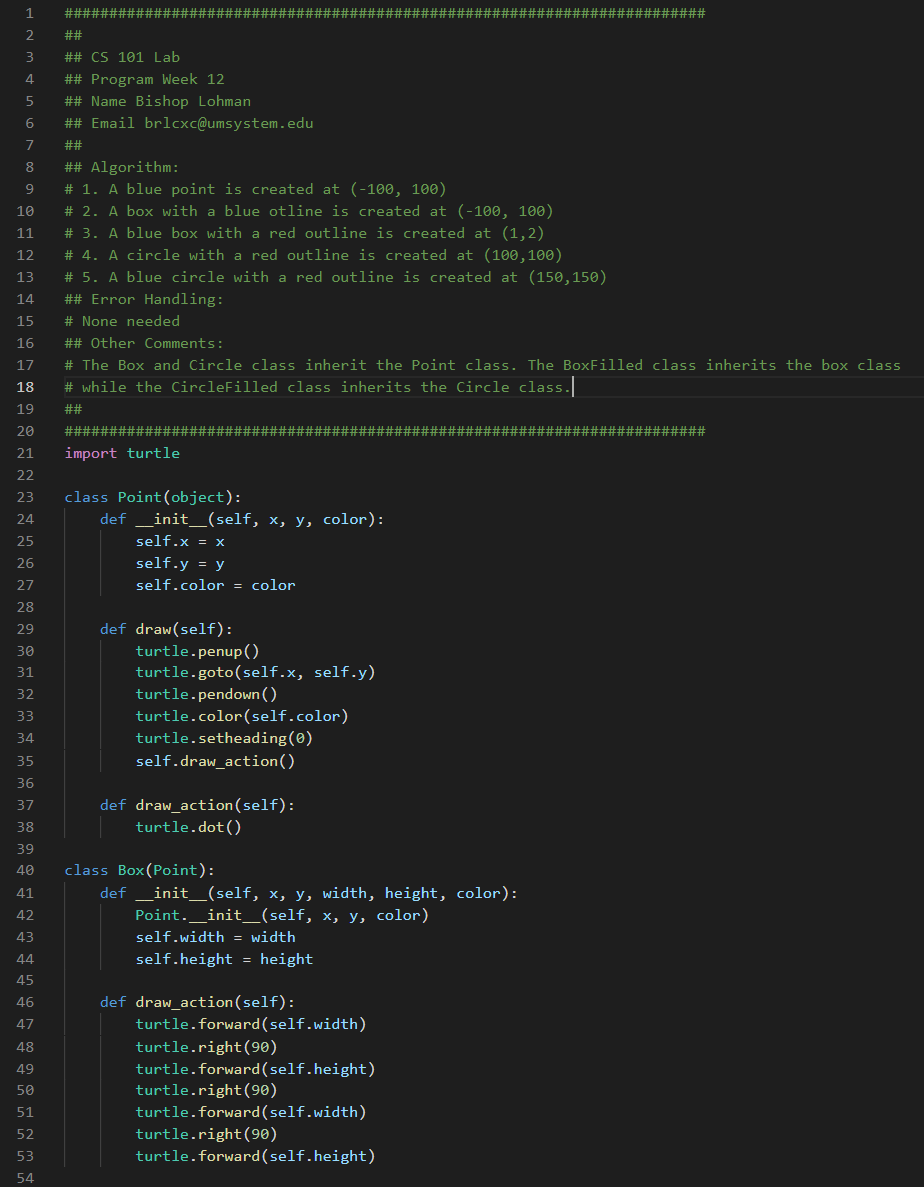 1 ########################################################################
2 ##
3 ## CS 101 Lab
4 ## Program Week 12
5 ## Name Bishop Lohman
6 ## Email brlcxc@umsystem.edu
7 ##
8 ## Algorithm:
9 # 1. A blue point is created at (-100, 100)
10 # 2. A box with a blue otline is created at (-100, 100)
11 # 3. A blue box with a red outline is created at (1,2)
12 # 4. A circle with a red outline is created at (100,100)
13 # 5. A blue circle with a red outline is created at (150,150)
14 ## Error Handling:
15 # None needed
16 ## Other Comments:
17 # The Box and Circle class inherit the Point class. The BoxFilled class inherits the box class
18 # while the CircleFilled class inherits the Circle class.
19 ##
20 ########################################################################
21 import turtle
22
23 class Point(object):
24     def __init__(self, x, y, color):
25         self.x = x
26         self.y = y
27         self.color = color
28
29     def draw(self):
30         turtle.penup()
31         turtle.goto(self.x, self.y)
32         turtle.pendown()
33         turtle.color(self.color)
34         turtle.setheading(0)
35         self.draw_action()
36
37     def draw_action(self):
38         turtle.dot()
39
40 class Box(Point):
41     def __init__(self, x, y, width, height, color):
42         Point.__init__(self, x, y, color)
43         self.width = width
44         self.height = height
45
46     def draw_action(self):
47         turtle.forward(self.width)
48         turtle.right(90)
49         turtle.forward(self.height)
50         turtle.right(90)
51         turtle.forward(self.width)
52         turtle.right(90)
53         turtle.forward(self.height)
54